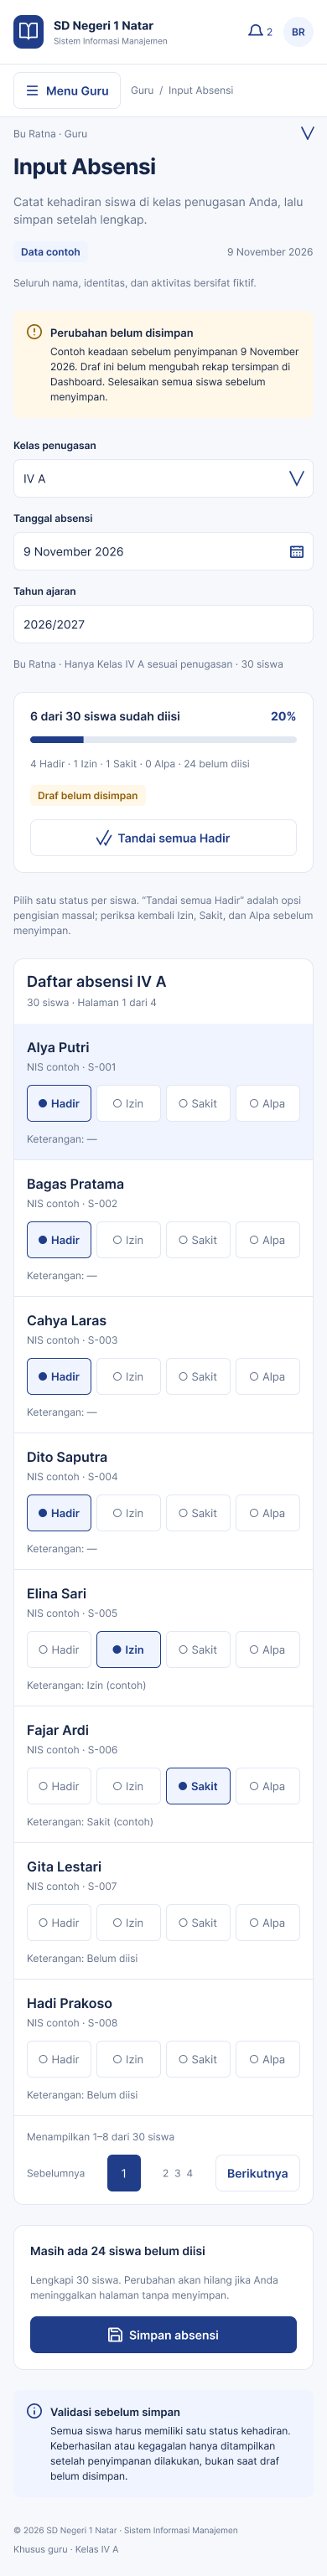 SD Negeri 1 Natar
Sistem Informasi Manajemen
2
BR
Menu Guru
Guru / Input Absensi
Bu Ratna · Guru
Input Absensi
Catat kehadiran siswa di kelas penugasan Anda, lalu
simpan setelah lengkap.
Data contoh
9 November 2026
Seluruh nama, identitas, dan aktivitas bersifat fiktif.
Perubahan belum disimpan
Contoh keadaan sebelum penyimpanan 9 November
2026. Draf ini belum mengubah rekap tersimpan di
Dashboard. Selesaikan semua siswa sebelum
menyimpan.
Kelas penugasan
IV A
Tanggal absensi
9 November 2026
Tahun ajaran
2026/2027
Bu Ratna · Hanya Kelas IV A sesuai penugasan · 30 siswa
6 dari 30 siswa sudah diisi
20%
4 Hadir · 1 Izin · 1 Sakit · 0 Alpa · 24 belum diisi
Draf belum disimpan
Tandai semua Hadir
Pilih satu status per siswa. “Tandai semua Hadir” adalah opsi
pengisian massal; periksa kembali Izin, Sakit, dan Alpa sebelum
menyimpan.
Daftar absensi IV A
30 siswa · Halaman 1 dari 4
Alya Putri
NIS contoh · S-001
Hadir Izin Sakit Alpa
Keterangan: —
Bagas Pratama
NIS contoh · S-002
Hadir Izin Sakit Alpa
Keterangan: —
Cahya Laras
NIS contoh · S-003
Hadir Izin Sakit Alpa
Keterangan: —
Dito Saputra
NIS contoh · S-004
Hadir Izin Sakit Alpa
Keterangan: —
Elina Sari
NIS contoh · S-005
Hadir Izin Sakit Alpa
Keterangan: Izin (contoh)
Fajar Ardi
NIS contoh · S-006
Hadir Izin Sakit Alpa
Keterangan: Sakit (contoh)
Gita Lestari
NIS contoh · S-007
Hadir Izin Sakit Alpa
Keterangan: Belum diisi
Hadi Prakoso
NIS contoh · S-008
Hadir Izin Sakit Alpa
Keterangan: Belum diisi
Menampilkan 1–8 dari 30 siswa
Sebelumnya 1 2 3 4 Berikutnya
Masih ada 24 siswa belum diisi
Lengkapi 30 siswa. Perubahan akan hilang jika Anda
meninggalkan halaman tanpa menyimpan.
Simpan absensi
Validasi sebelum simpan
Semua siswa harus memiliki satu status kehadiran.
Keberhasilan atau kegagalan hanya ditampilkan
setelah penyimpanan dilakukan, bukan saat draf
belum disimpan.
© 2026 SD Negeri 1 Natar · Sistem Informasi Manajemen
Khusus guru · Kelas IV A